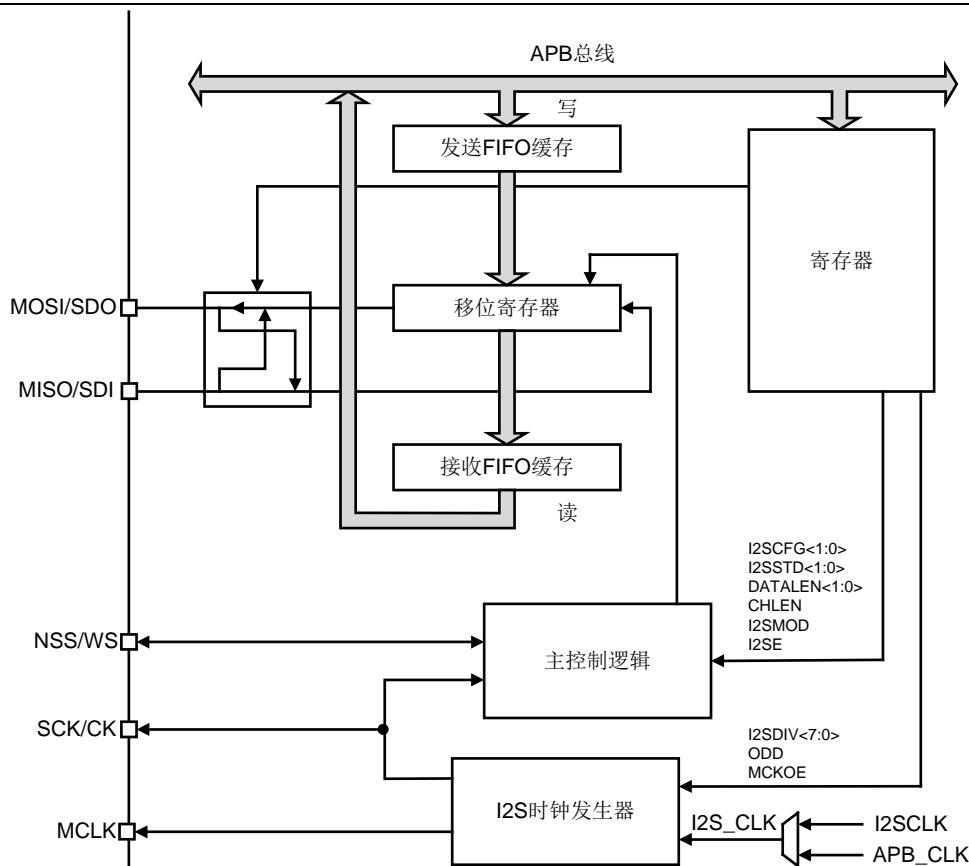 APB总线
写
发送FIFO缓存
寄存器
MOSI/SDO
移位寄存器
MISO/SDI
接收FIFO缓存
读
I2SCFG<1:0>
I2SSTD<1:0>
DATALEN<1:0>
CHLEN
I2SMOD
I2SE
NSS/WS
主控制逻辑
SCK/CK
I2SDIV<7:0>
ODD
MCKOE
I2S时钟发生器
MCLK
I2S_CLK
I2SCLK
APB_CLK